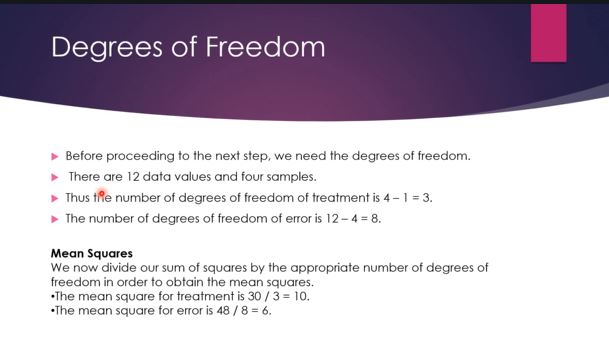 Degrees of Freedom
Before proceeding to the next step, we need the degrees of freedom.
There are 12 data values and four samples.
Thus the number of degrees of freedom of treatment is 4 – 1 = 3.
The number of degrees of freedom of error is 12 – 4 = 8.
Mean Squares
We now divide our sum of squares by the appropriate number of degrees of
freedom in order to obtain the mean squares.
•The mean square for treatment is 30 / 3 = 10.
•The mean square for error is 48 / 8 = 6.